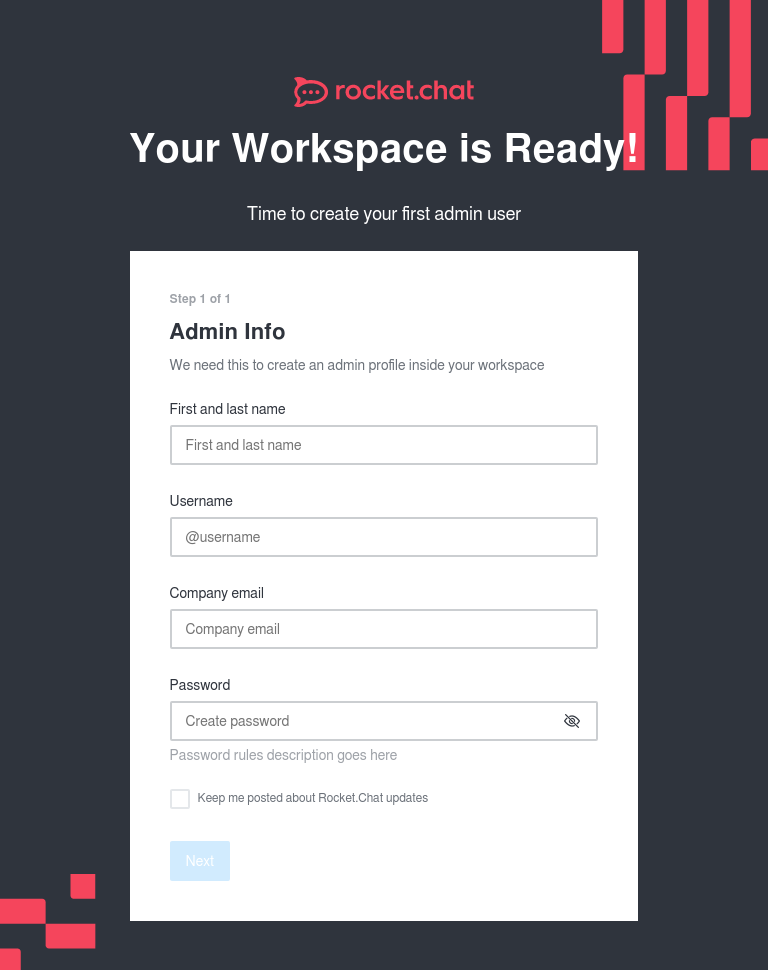 rocket.chat
Your Workspace is Ready!
Time to create your first admin user
Step 1 of 1
Admin Info
We need this to create an admin profile inside your workspace
First and last name
First and last name
Username
@username
Company email
Company email
Password
Create password
Password rules description goes here
Keep me posted about Rocket.Chat updates
Next